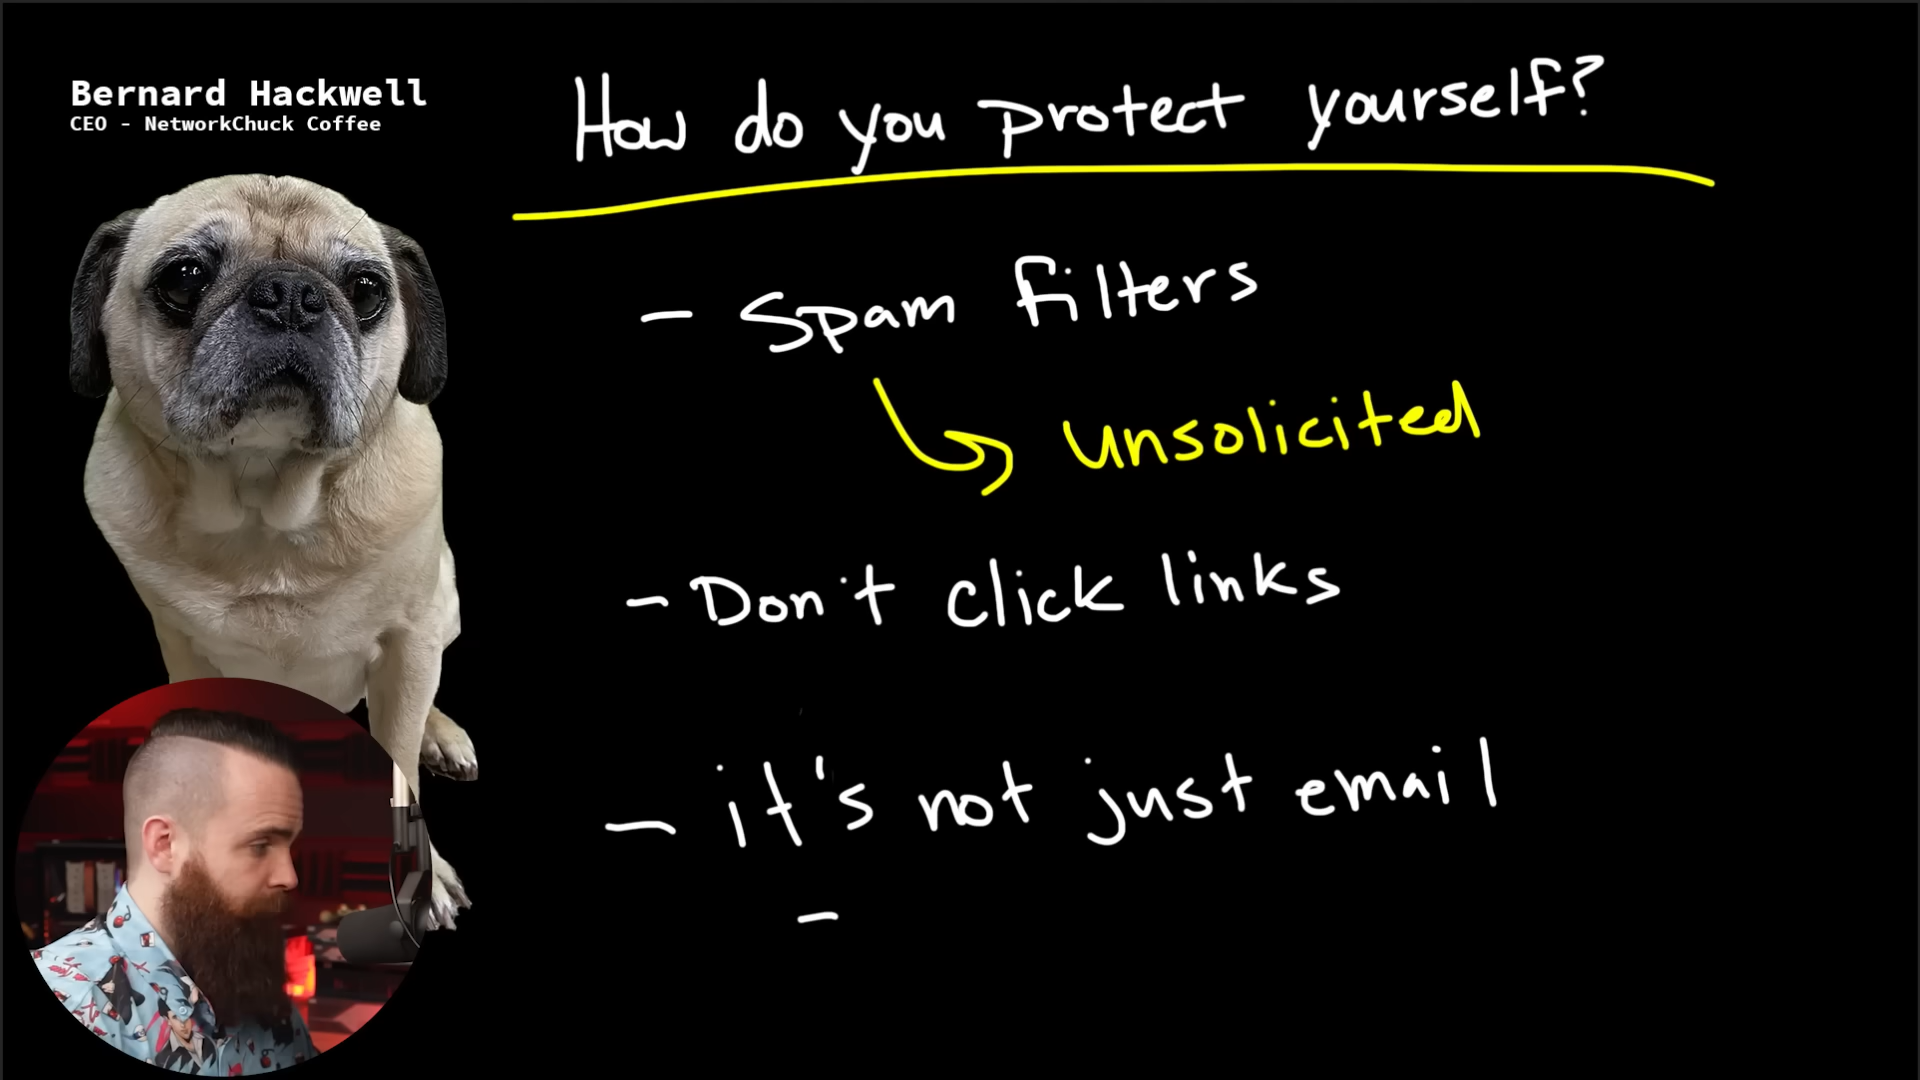 Bernard Hackwell
CEO - NetworkChuck Coffee
How do you protect yourself?
- Spam filters
unsolicited
- Don't click links
- it's not just email
-